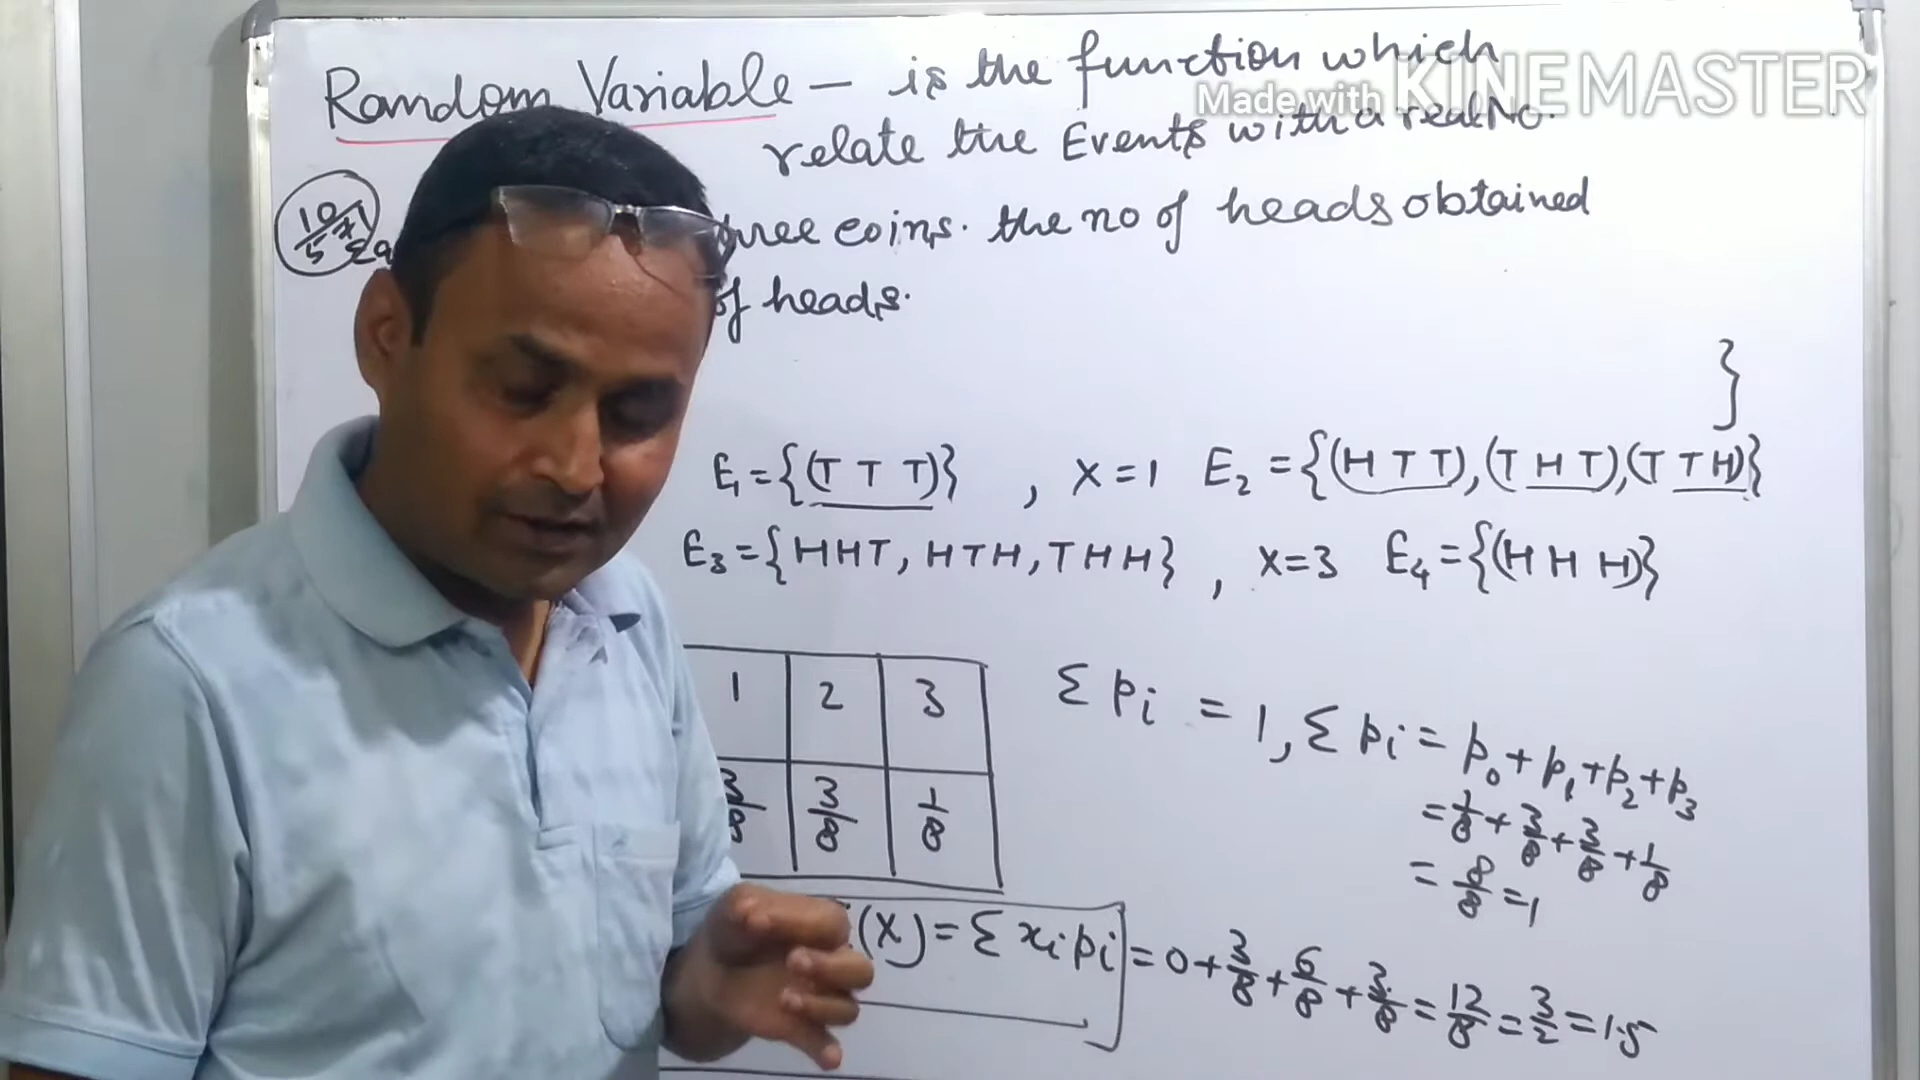 Random Variable – is the function which
Made with KINEMASTER
relate the Events with a real No.
10/5 +1
three coins. the no of heads obtained
of heads.
}
E₁ = {(T T T)} , X = 1 E₂ = {(H T T), (T H T), (T T H)}
E₃ = {HHT, HTH, THH} , X = 3 E₄ = {(H H H)}
1 2 3
3/8 3/8 1/8
Σ pᵢ = 1, Σ pᵢ = p₀ + p₁ + p₂ + p₃
= 1/8 + 3/8 + 3/8 + 1/8
= 8/8 = 1
(X) = Σ xᵢ pᵢ = 0 + 3/8 + 6/8 + 3/8 = 12/8 = 3/2 = 1.5